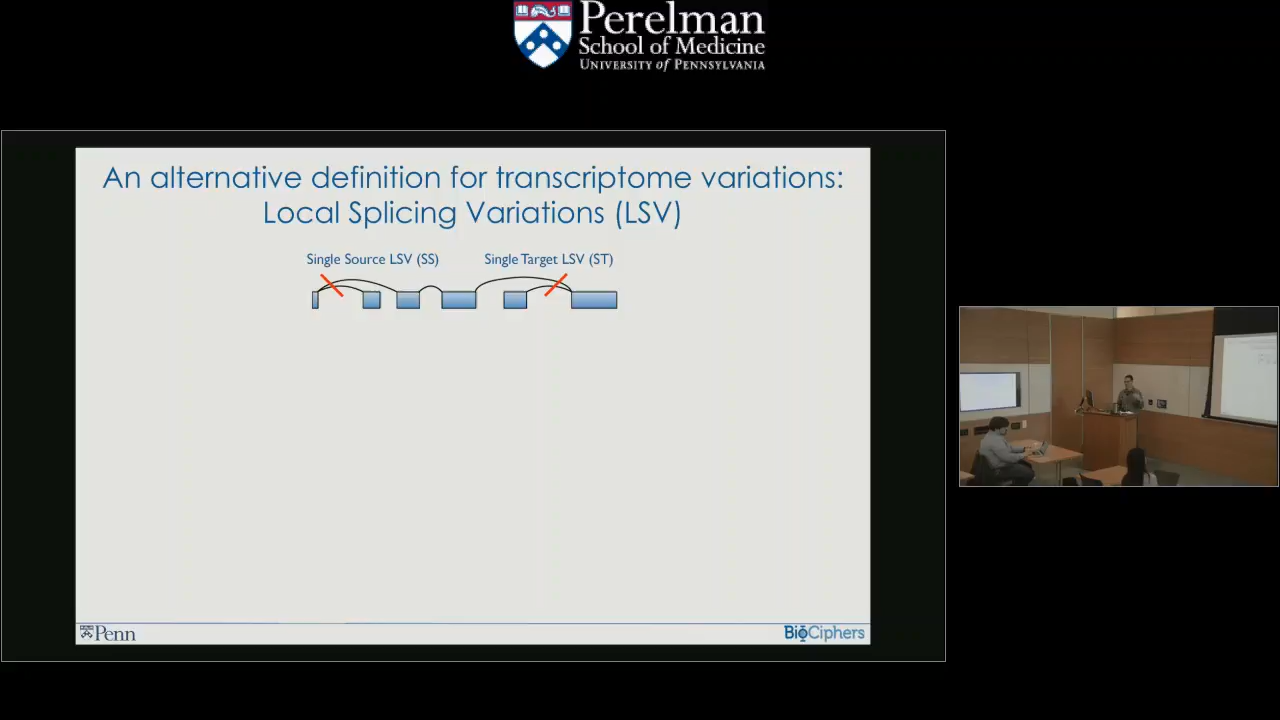 Perelman
School of Medicine
UNIVERSITY of PENNSYLVANIA
An alternative definition for transcriptome variations:
Local Splicing Variations (LSV)
Single Source LSV (SS)
Single Target LSV (ST)
Penn
BioCiphers